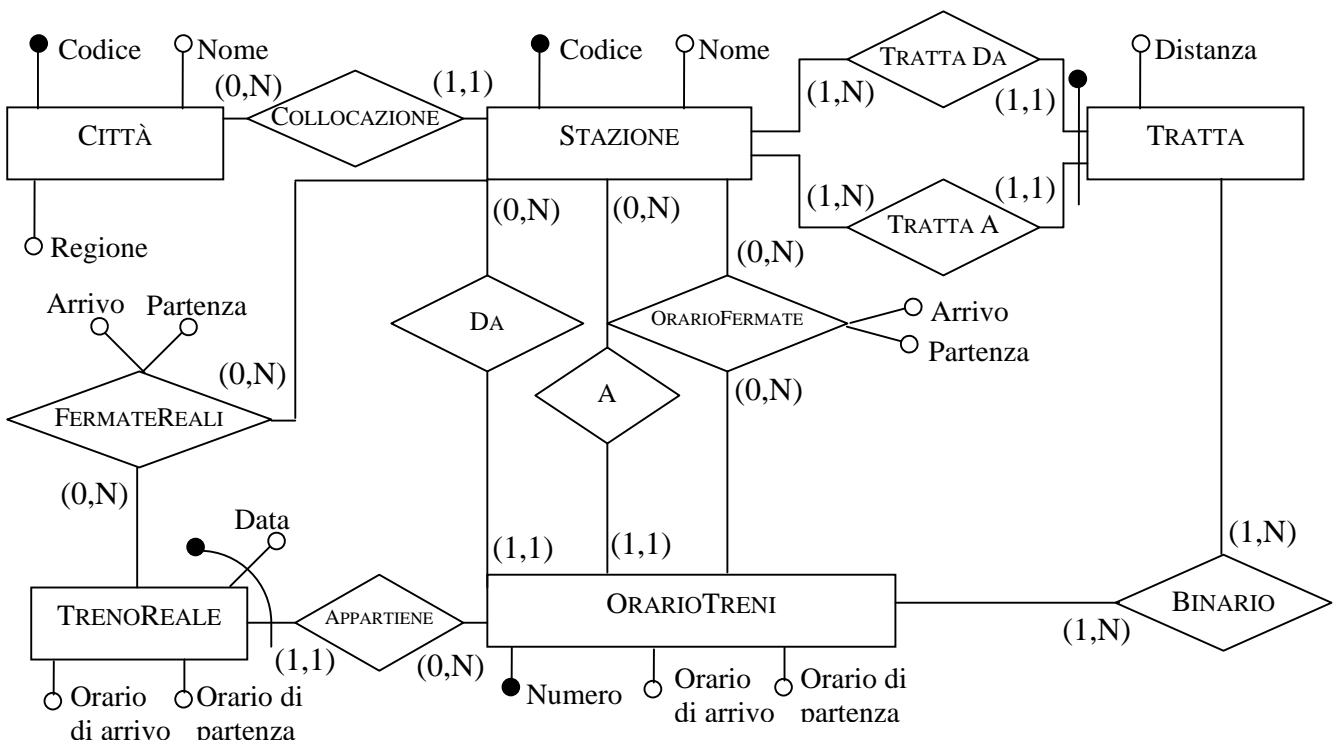 Codice
Nome
(0,N)
(1,1)
CITTÀ
COLLOCAZIONE
Regione
Codice
Nome
STAZIONE
TRATTA DA
(1,N)
(1,1)
Distanza
TRATTA
(1,N)
(1,1)
TRATTA A
(0,N)
(0,N)
(0,N)
Arrivo
Partenza
(0,N)
FERMATEREALI
(0,N)
DA
A
ORARIOFERMATE
Arrivo
Partenza
(0,N)
Data
(1,1)
(1,1)
(1,N)
TRENOREALE
APPARTIENE
ORARIOTRENI
BINARIO
(1,1)
(0,N)
(1,N)
Orario
di arrivo
Orario di
partenza
Numero
Orario
di arrivo
Orario di
partenza